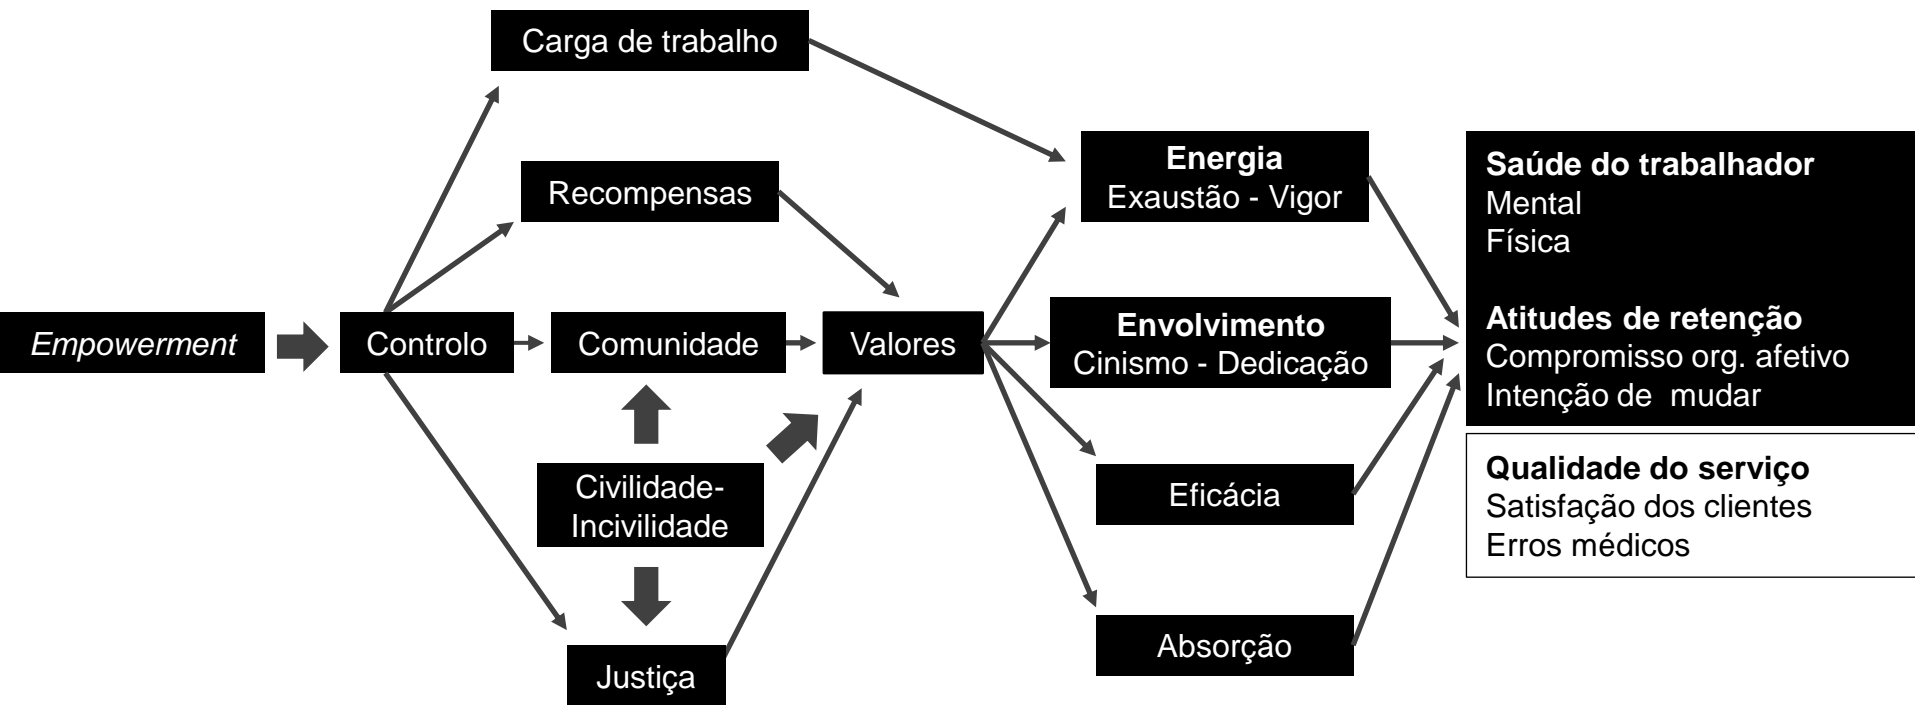 Carga de trabalho
Recompensas
Empowerment
Controlo
Comunidade
Valores
Civilidade-
Incivilidade
Justiça
Energia
Exaustão - Vigor
Envolvimento
Cinismo - Dedicação
Eficácia
Absorção
Saúde do trabalhador
Mental
Física
Atitudes de retenção
Compromisso org. afetivo
Intenção de  mudar
Qualidade do serviço
Satisfação dos clientes
Erros médicos